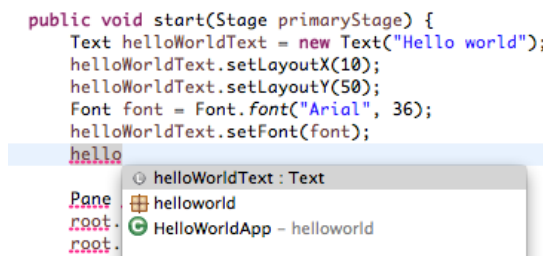 public void start(Stage primaryStage) {
Text helloWorldText = new Text("Hello world");
helloWorldText.setLayoutX(10);
helloWorldText.setLayoutY(50);
Font font = Font.font("Arial", 36);
helloWorldText.setFont(font);
hello
helloWorldText : Text
Pane
helloworld
root.
HelloWorldApp – helloworld
root.